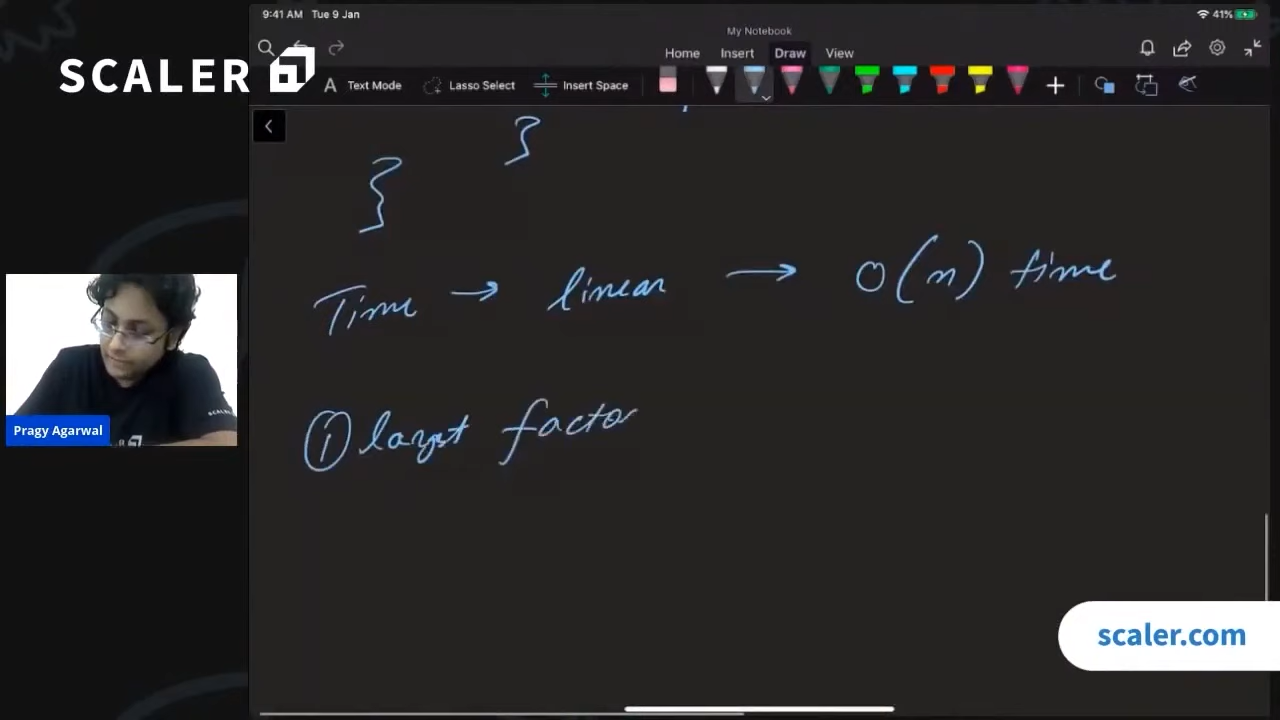 9:41 AM Tue 9 Jan
41%
My Notebook
SCALER
Home Insert Draw View
A Text Mode Lasso Select Insert Space
}
}
Time → linear → O(n) time
① largest factor
Pragy Agarwal
scaler.com